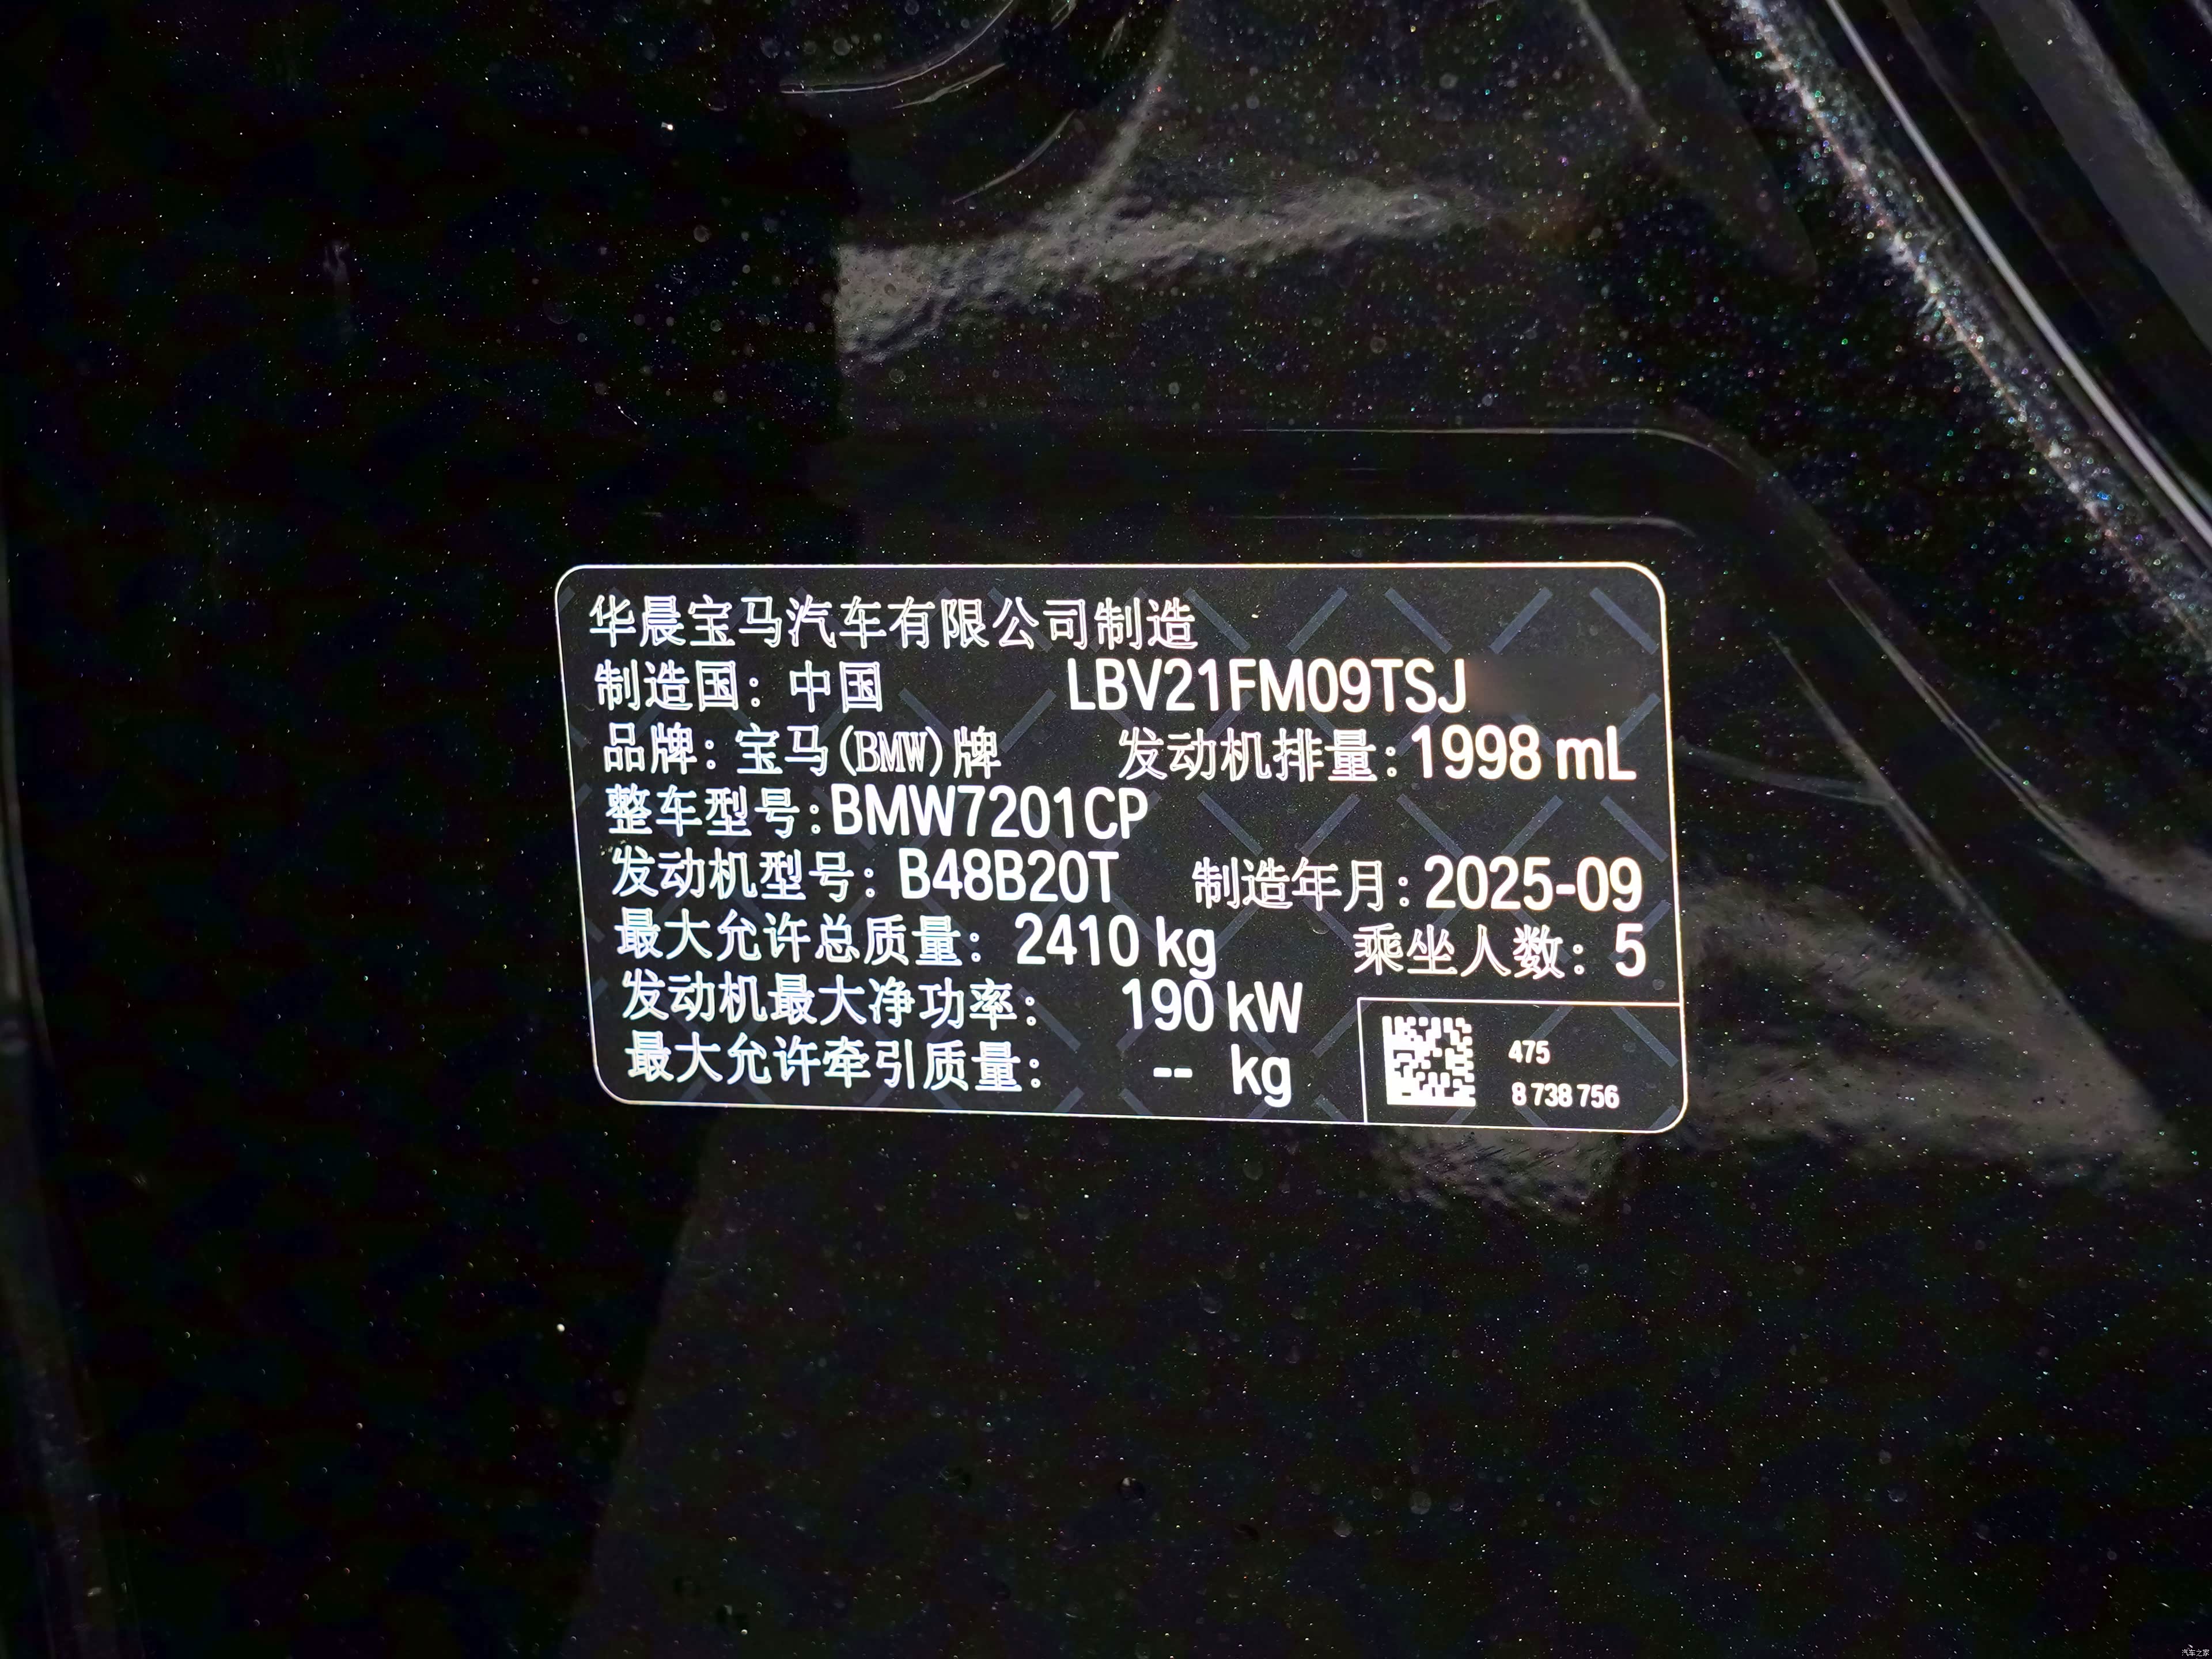 华晨宝马汽车有限公司制造
制造国：中国 LBV21FM09TSJ
品牌：宝马(BMW)牌 发动机排量：1998 mL
整车型号：BMW7201CP
发动机型号：B48B20T 制造年月：2025-09
最大允许总质量：2410 kg 乘坐人数：5
发动机最大净功率：190 kW
最大允许牵引质量：-- kg
475
8 738 756
汽车之家